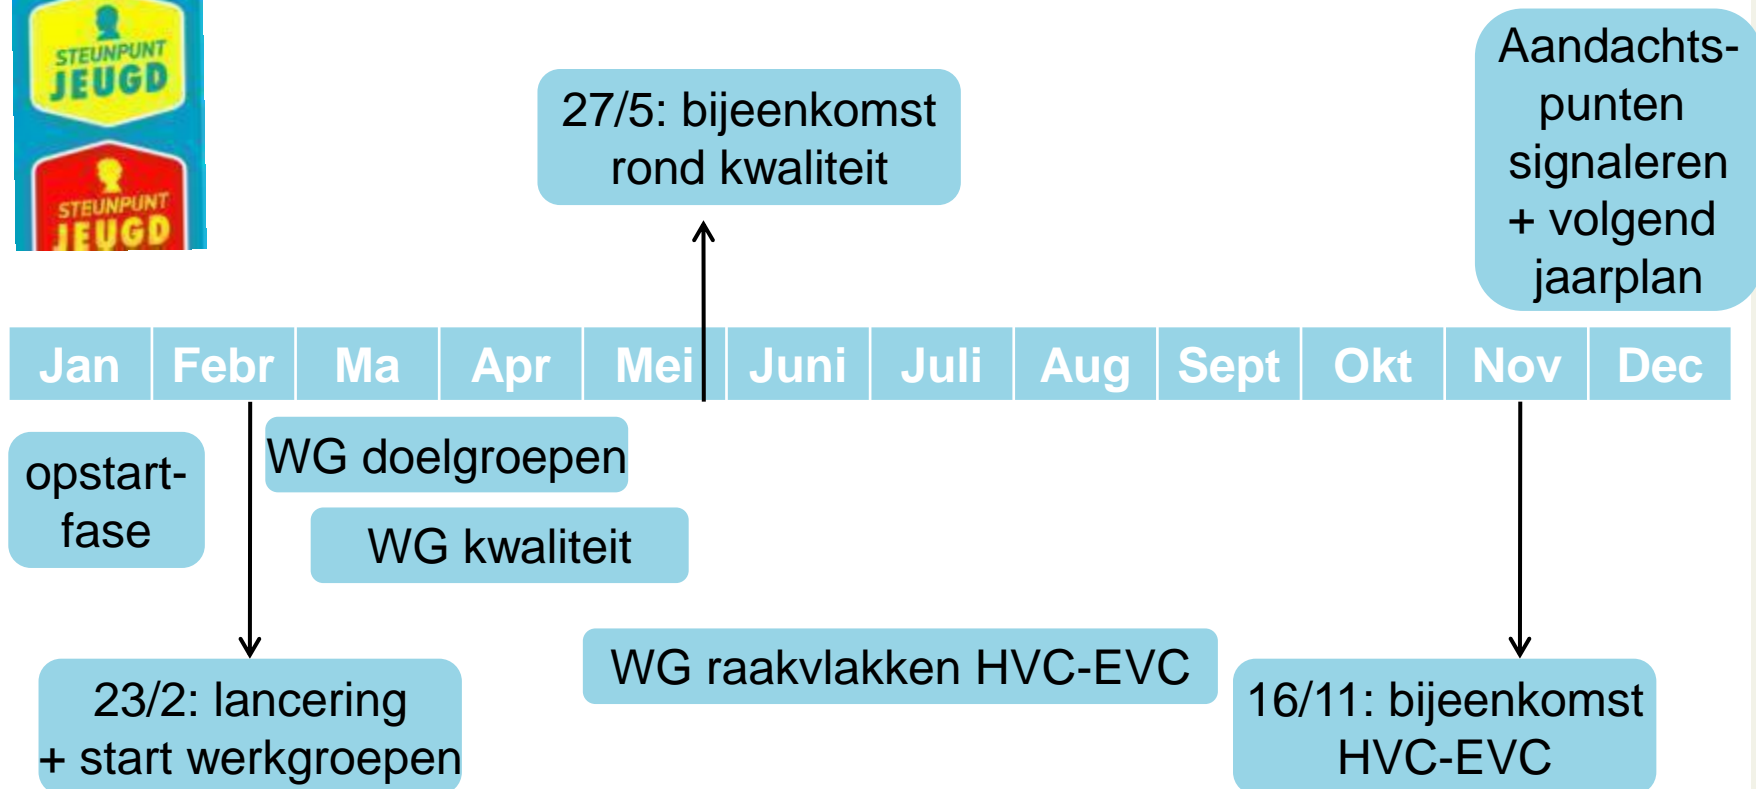 STEUNPUNT
JEUGD
STEUNPUNT
JEUGD
27/5: bijeenkomst
rond kwaliteit
Aandachts-
punten
signaleren
+ volgend
jaarplan
Jan Febr Ma Apr Mei Juni Juli Aug Sept Okt Nov Dec
opstart-
fase
WG doelgroepen
WG kwaliteit
WG raakvlakken HVC-EVC
23/2: lancering
+ start werkgroepen
16/11: bijeenkomst
HVC-EVC